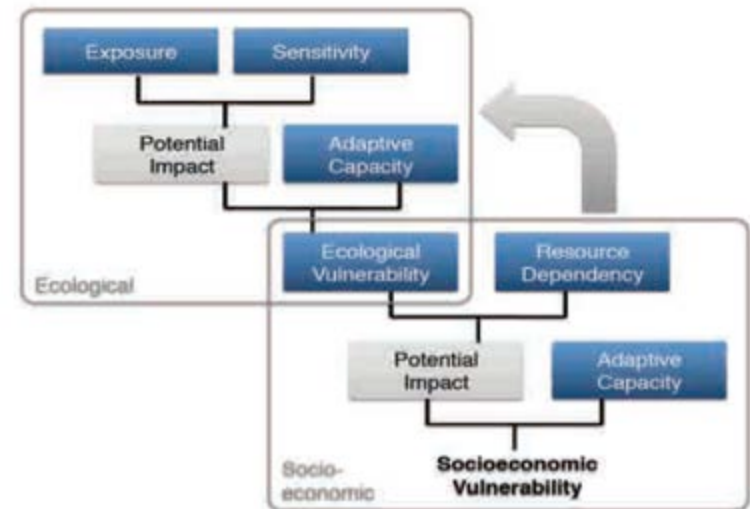 Exposure
Sensitivity
Potential
Impact
Adaptive
Capacity
Ecological
Vulnerability
Resource
Dependency
Ecological
Potential
Impact
Adaptive
Capacity
Socio-
economic
Socioeconomic
Vulnerability